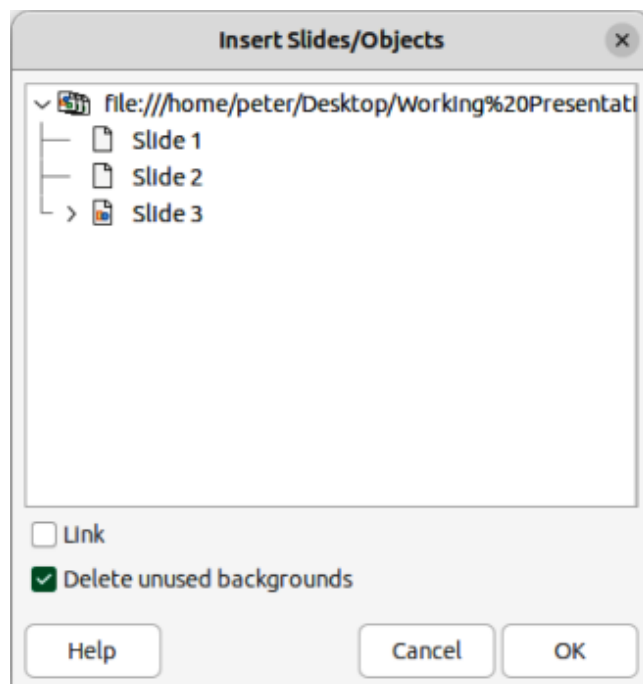 Insert Slides/Objects
file:///home/peter/Desktop/Working%20Presentati
Slide 1
Slide 2
Slide 3
Link
Delete unused backgrounds
Help
Cancel
OK